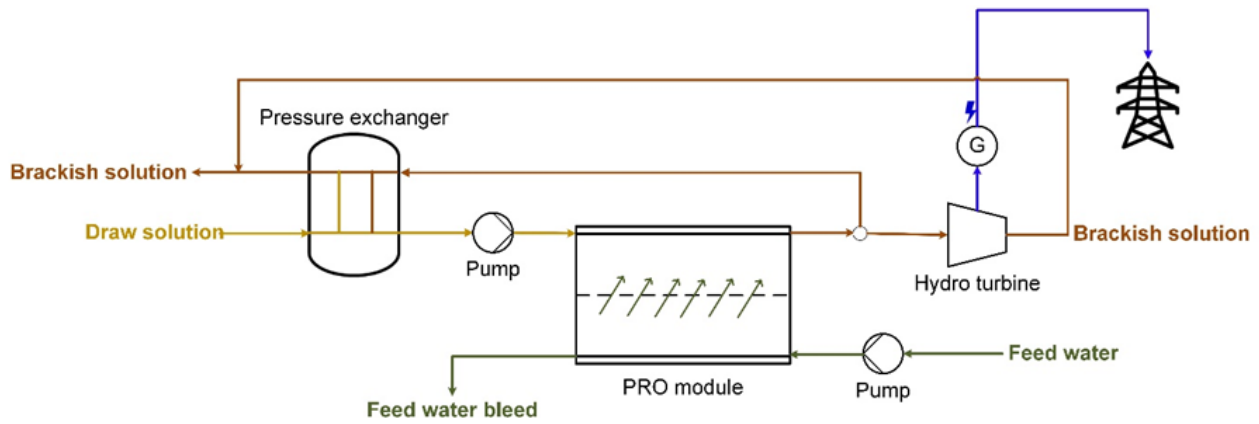 Pressure exchanger
G
Brackish solution
Draw solution
Pump
Brackish solution
Hydro turbine
Feed water
Pump
PRO module
Feed water bleed